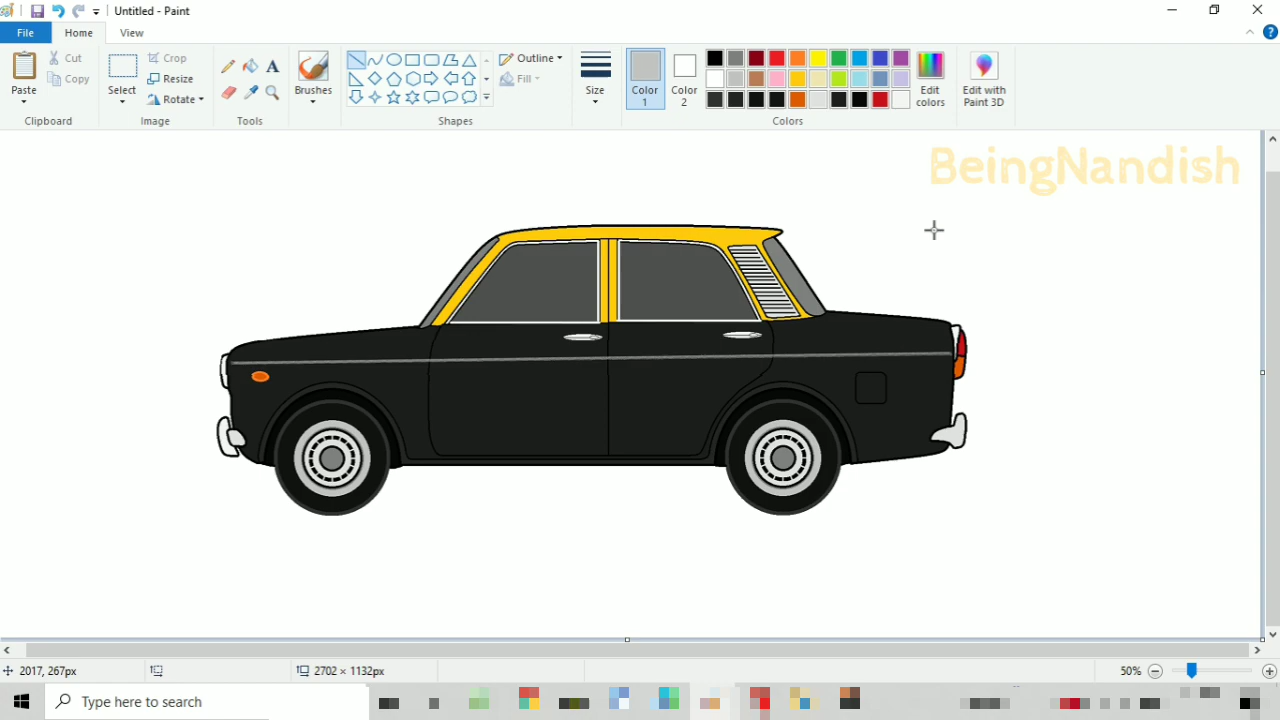 Untitled - Paint
File
Home
View
Paste
Cut
Copy
Clipboard
Select
Crop
Resize
Rotate
Image
Tools
Brushes
Shapes
Outline
Fill
Size
Color 1
Color 2
Colors
Edit colors
Edit with Paint 3D
BeingNandish
2017, 267px
2702 × 1132px
50%
Type here to search